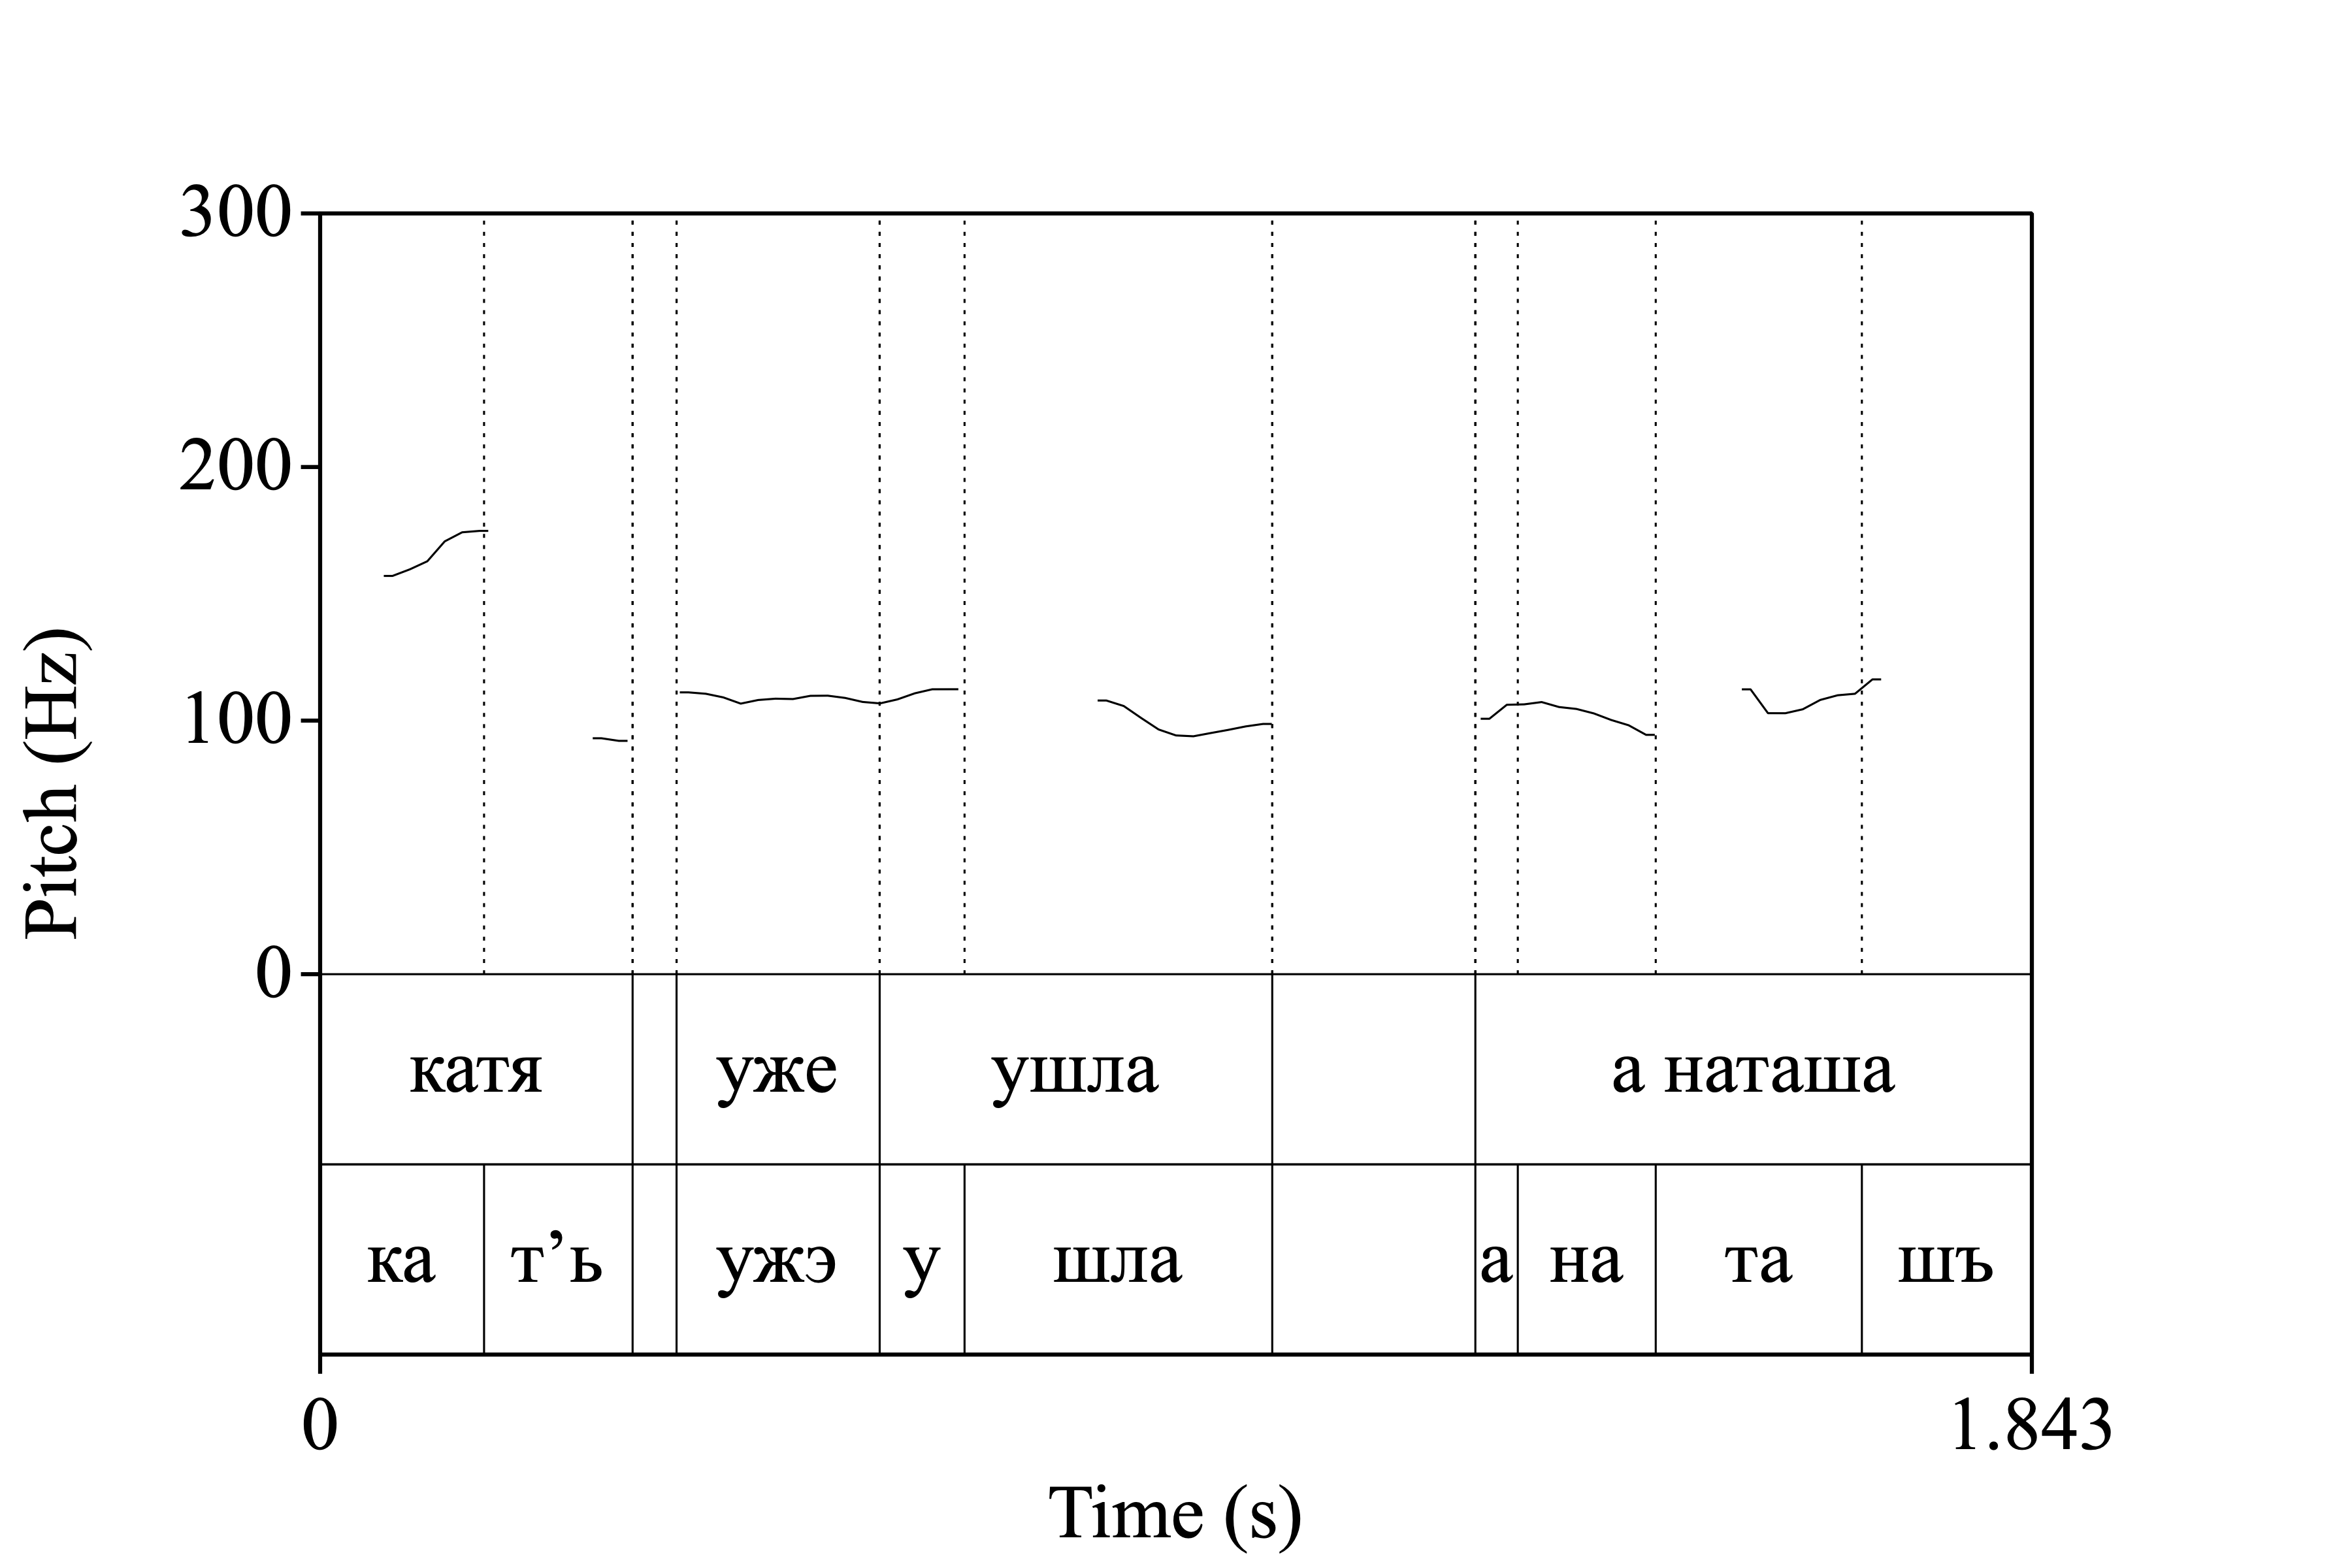 300
200
100
0
Pitch (Hz)
катя уже ушла а наташа
ка т’ь ужэ у шла а на та шъ
0 1.843
Time (s)